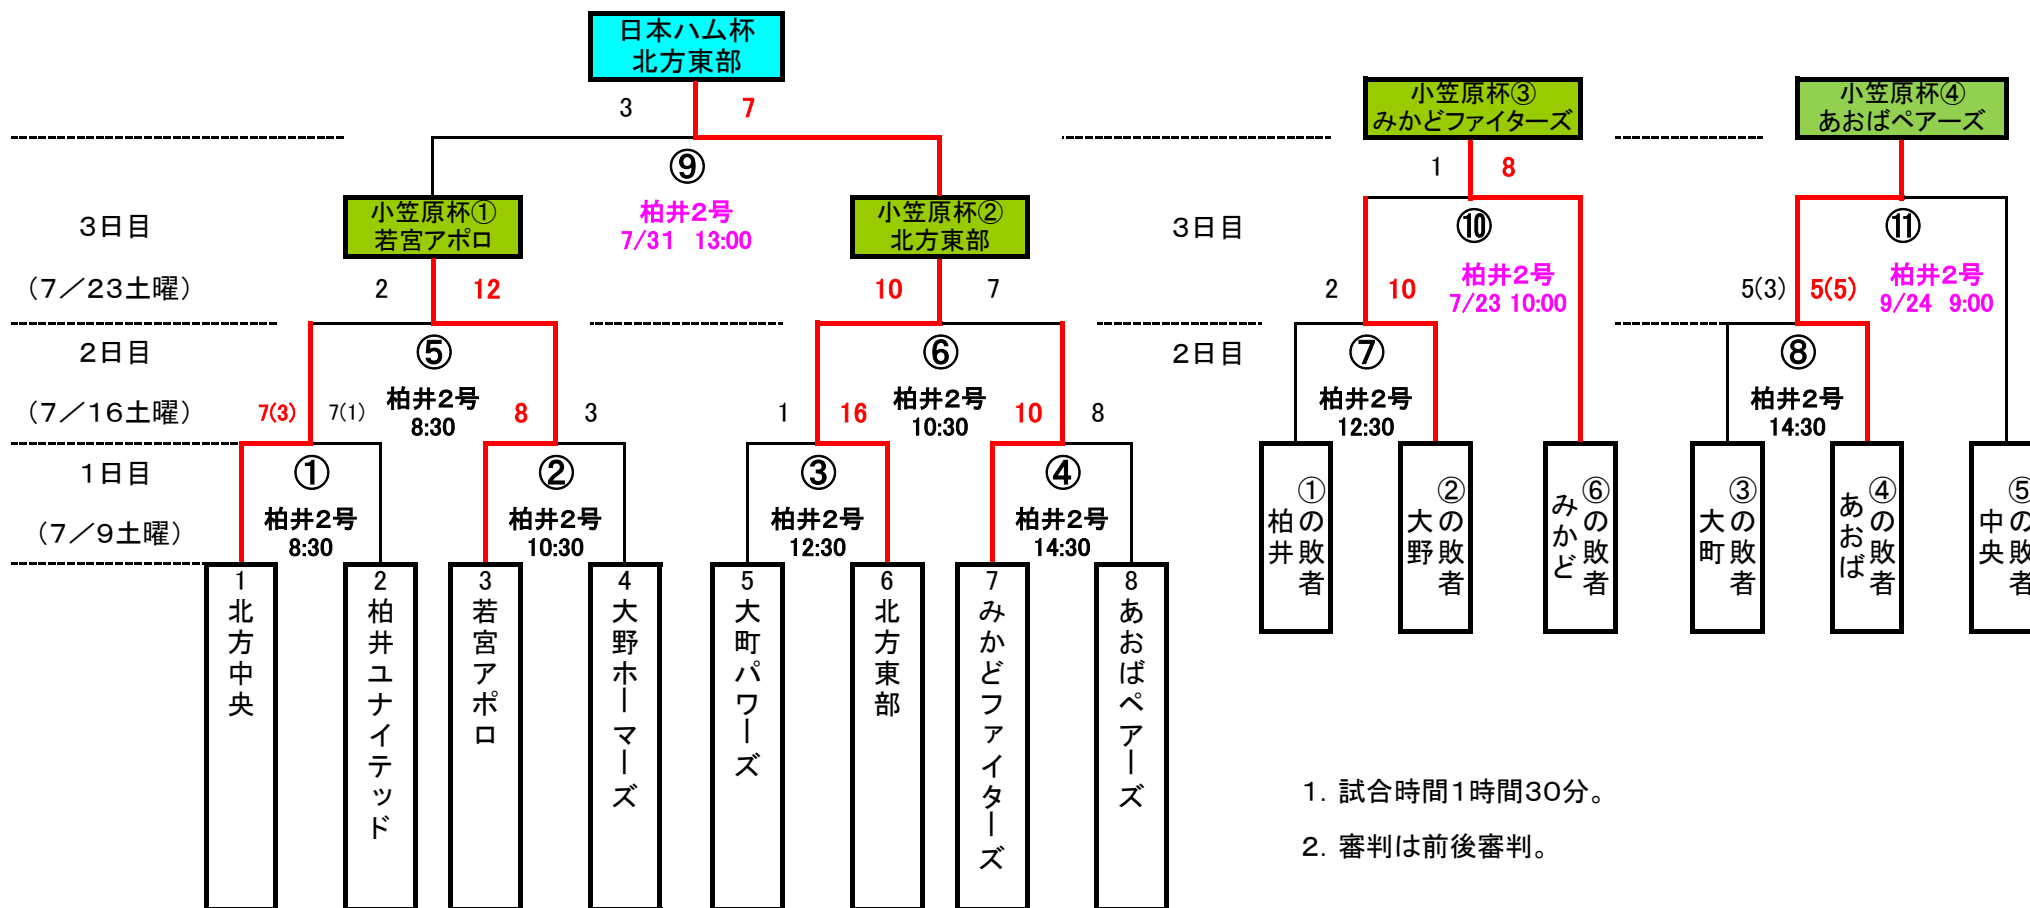 日本ハム杯
北方東部
3
7
⑨
柏井2号
7/31 13:00
小笠原杯①
若宮アポロ
小笠原杯②
北方東部
3日目
(7/23土曜)
2
12
10
7
2日目
(7/16土曜)
⑤
柏井2号
8:30
⑥
柏井2号
10:30
7(3)
7(1)
8
3
1
16
10
8
1日目
(7/9土曜)
①
柏井2号
8:30
②
柏井2号
10:30
③
柏井2号
12:30
④
柏井2号
14:30
1
北方中央
2
柏井ユナイテッド
3
若宮アポロ
4
大野ホーマーズ
5
大町パワーズ
6
北方東部
7
みかどファイターズ
8
あおばペアーズ
小笠原杯③
みかどファイターズ
1
8
3日目
⑩
柏井2号
7/23 10:00
2
10
2日目
⑦
柏井2号
12:30
①の敗者
柏井
②の敗者
大野
⑥の敗者
みかど
小笠原杯④
あおばペアーズ
⑪
柏井2号
9/24 9:00
5(3)
5(5)
⑧
柏井2号
14:30
③の敗者
大町
④の敗者
あおば
⑤の敗者
中央
1. 試合時間1時間30分。
2. 審判は前後審判。